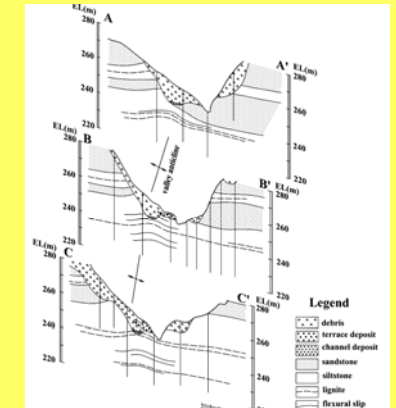 EL(m) A
280
260
240
220
A' EL(m)
280
260
240
220
valley anticline
EL(m)
280
B
260
240
220
B' EL(m)
280
260
240
220
EL(m)
280
C
260
240
220
C' EL(m)
280
260
240
Legend
debris
terrace deposit
channel deposit
sandstone
siltstone
lignite
flexural slip